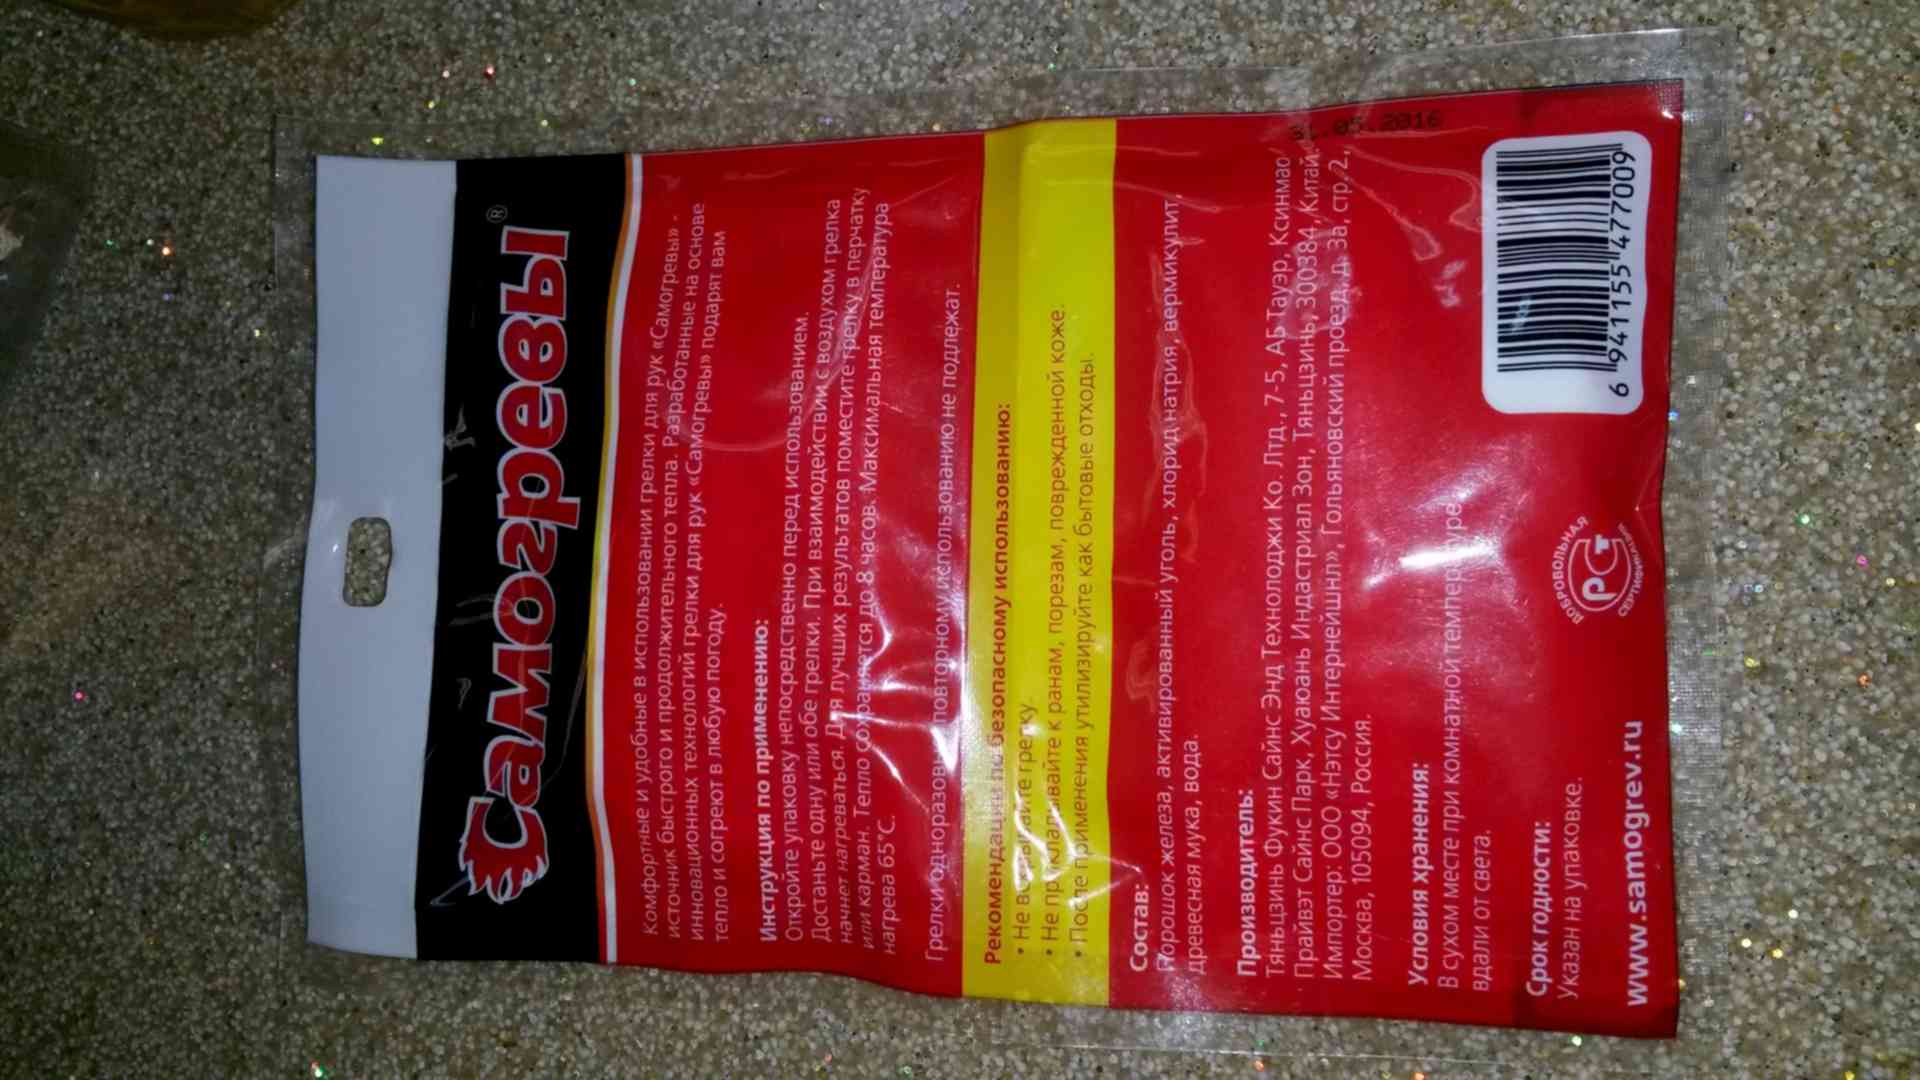 Самогревы®
Комфортные и удобные в использовании грелки для рук «Самогревы» -
источник быстрого и продолжительного тепла. Разработанные на основе
инновационных технологий грелки для рук «Самогревы» подарят вам
тепло и согреют в любую погоду.
Инструкция по применению:
Откройте упаковку непосредственно перед использованием.
Достаньте одну или обе грелки. При взаимодействии с воздухом грелка
начнет нагреваться. Для лучших результатов поместите грелку в перчатку
или карман. Тепло сохраняется до 8 часов. Максимальная температура
нагрева 65°С.
Грелки одноразовые, повторному использованию не подлежат.
Рекомендации по безопасному использованию:
• Не вскрывайте грелку.
• Не прикладывайте к ранам, порезам, поврежденной коже.
• После применения утилизируйте как бытовые отходы.
Состав:
Порошок железа, активированный уголь, хлорид натрия, вермикулит,
древесная мука, вода.
Производитель:
Тяньцзинь Фукин Сайнс Энд Технолоджи Ко. Лтд., 7-5, АБ Тауэр, Ксинмао
Прайвэт Сайнс Парк, Хуаюань Индастриал Зон, Тяньцзинь, 300384, Китай.
Импортер: ООО «Нэтсу Интернейшнл», Гольяновский проезд, д. 3а, стр. 2,
Москва, 105094, Россия.
31.05.2016
Условия хранения:
В сухом месте при комнатной температуре,
вдали от света.
Срок годности:
Указан на упаковке.
www.samogrev.ru
ДОБРОВОЛЬНАЯ
РСТ
СЕРТИФИКАЦИЯ
6 941155 477009